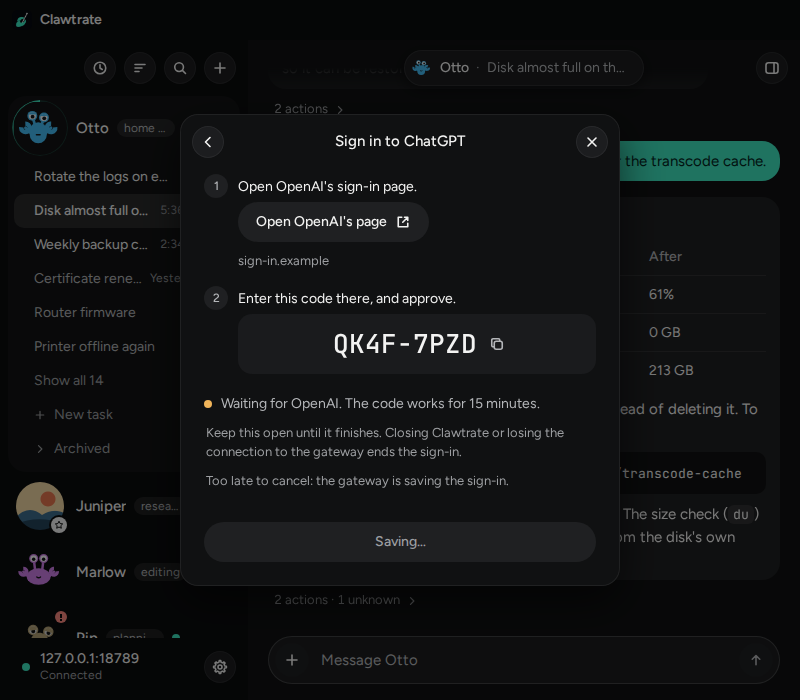 Clawtrate
Otto · Disk almost full on th...
Otto home ...
Rotate the logs on e...
Disk almost full o... 5:36
Weekly backup c... 2:34
Certificate rene... Yeste
Router firmware
Printer offline again
Show all 14
+ New task
Archived
Juniper resea...
Marlow editing
Pip planni...
127.0.0.1:18789
Connected
2 actions
the transcode cache.
After
61%
0 GB
213 GB
ead of deleting it. To
/transcode-cache
The size check ( du )
om the disk's own
2 actions · 1 unknown
Message Otto
Sign in to ChatGPT
1 Open OpenAI's sign-in page.
Open OpenAI's page
sign-in.example
2 Enter this code there, and approve.
QK4F-7PZD
Waiting for OpenAI. The code works for 15 minutes.
Keep this open until it finishes. Closing Clawtrate or losing the
connection to the gateway ends the sign-in.
Too late to cancel: the gateway is saving the sign-in.
Saving...